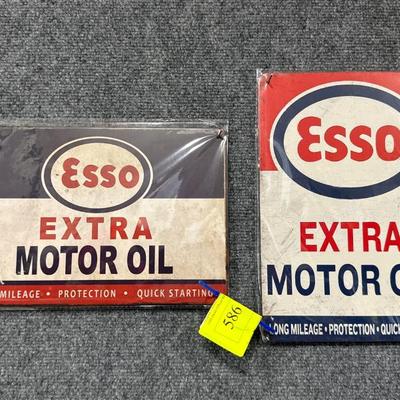 Esso
EXTRA
MOTOR OIL
MILEAGE • PROTECTION • QUICK STARTING
586
Esso
EXTRA
MOTOR
LONG MILEAGE • PROTECTION • QUICK